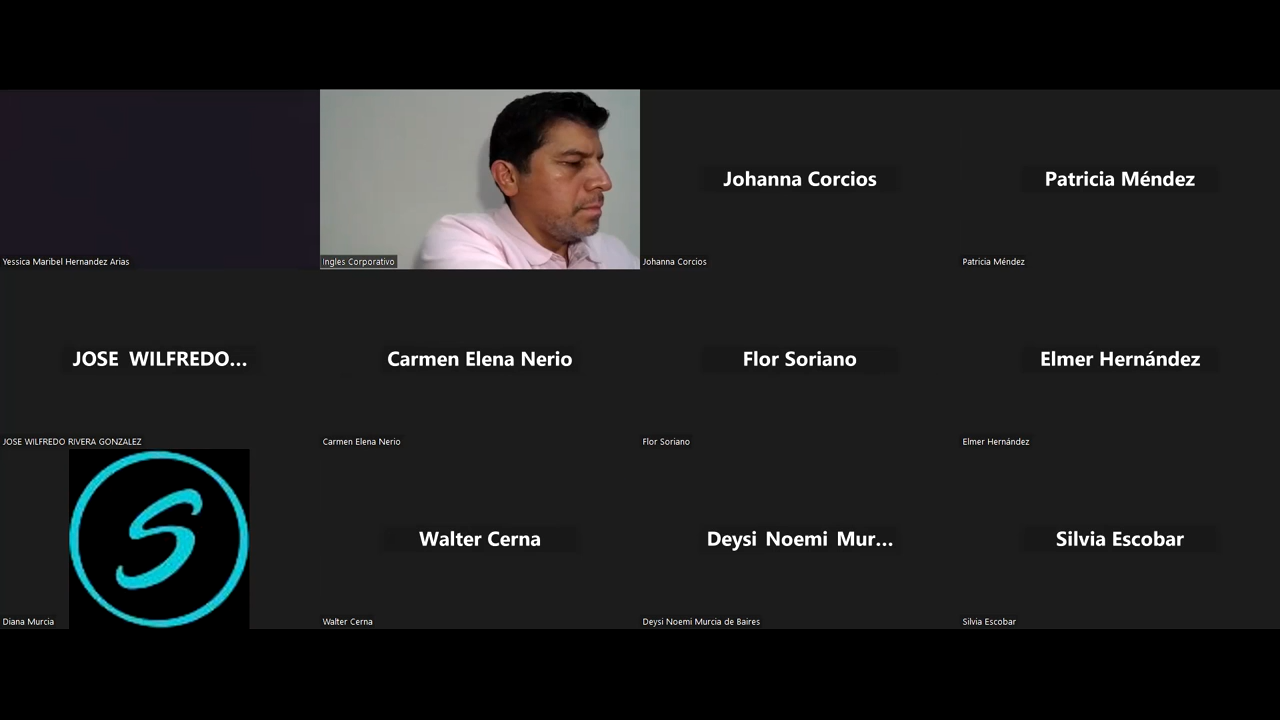 Yessica Maribel Hernandez Arias
Ingles Corporativo
Johanna Corcios
Johanna Corcios
Patricia Méndez
Patricia Méndez
JOSE WILFREDO...
JOSE WILFREDO RIVERA GONZALEZ
Carmen Elena Nerio
Carmen Elena Nerio
Flor Soriano
Flor Soriano
Elmer Hernández
Elmer Hernández
S
Diana Murcia
Walter Cerna
Walter Cerna
Deysi Noemi Mur...
Deysi Noemi Murcia de Baires
Silvia Escobar
Silvia Escobar